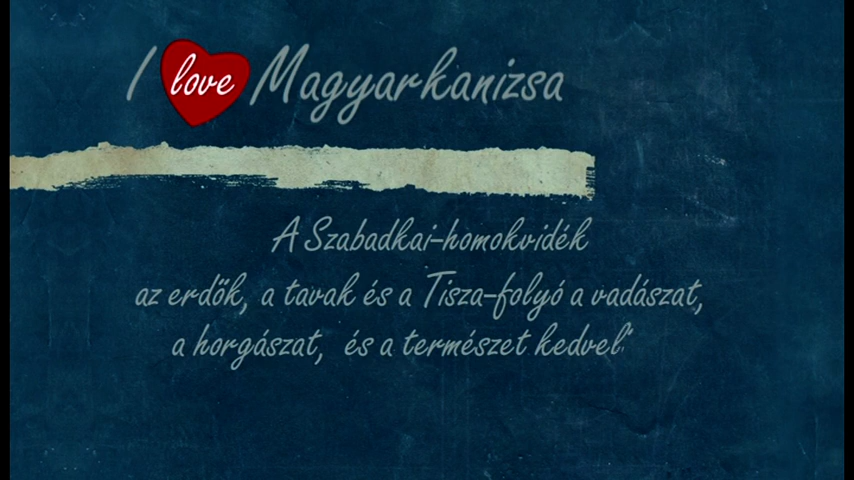 I love Magyarkanizsa
A Szabadkai-homokvidék
az erdők, a tavak és a Tisza-folyó a vadászat,
a horgászat, és a természet kedvel